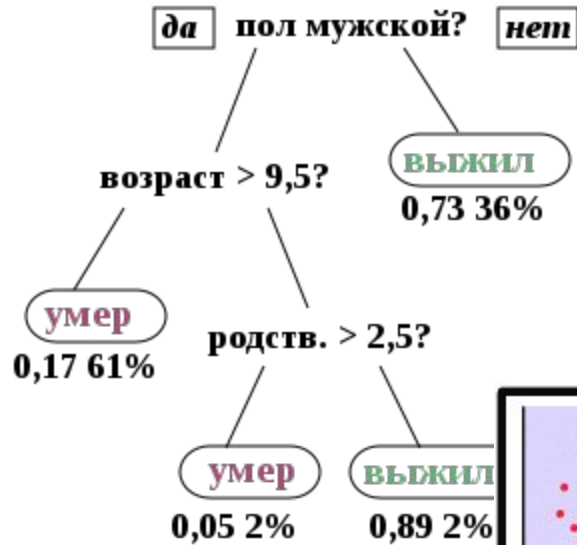 да пол мужской? нет
возраст > 9,5?
выжил
0,73 36%
умер
0,17 61%
родств. > 2,5?
умер выжил
0,05 2% 0,89 2%